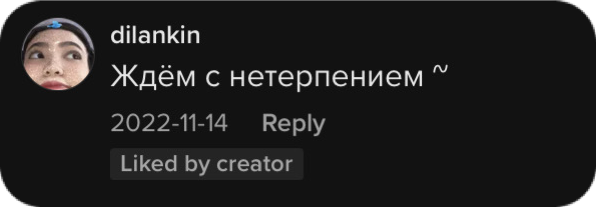 dilankin
Ждём с нетерпением ~
2022-11-14 Reply
Liked by creator